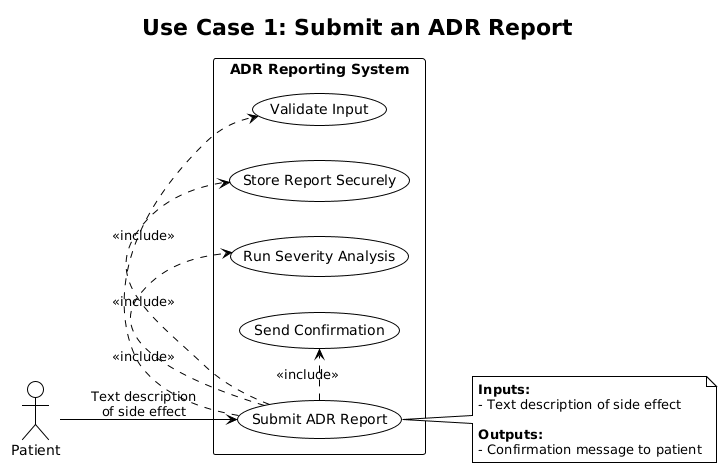 Use Case 1: Submit an ADR Report
ADR Reporting System
Validate Input
Store Report Securely
«include»
Run Severity Analysis
«include»
Send Confirmation
«include»
«include»
Text description
of side effect
Submit ADR Report
Patient
Inputs:
- Text description of side effect
Outputs:
- Confirmation message to patient